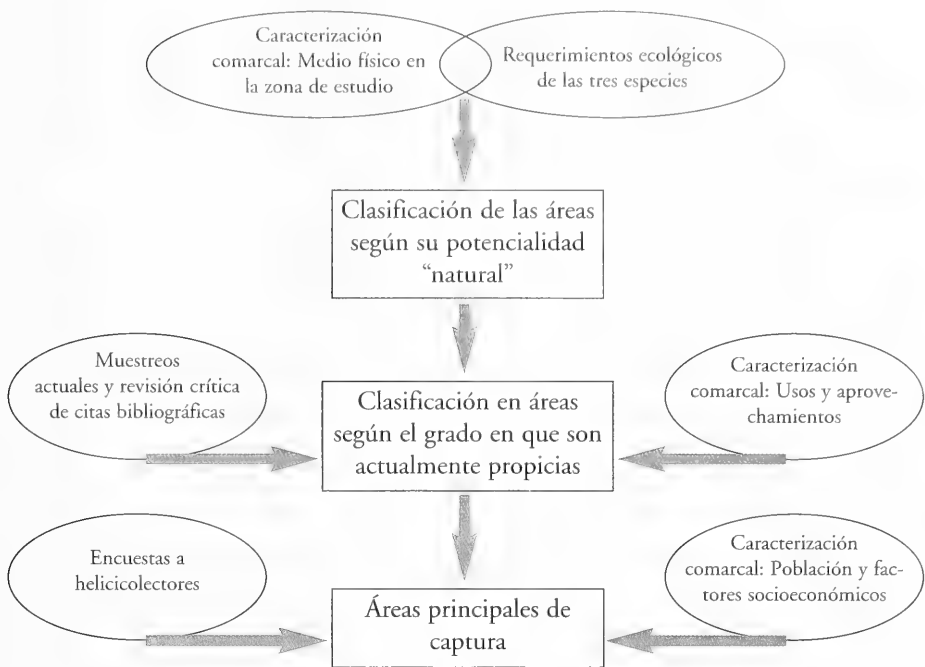 Caracterización
comarcal: Medio físico en
la zona de estudio
Requerimientos ecológicos
de las tres especies
Clasificación de las áreas
según su potencialidad
“natural”
Muestreos
actuales y revisión crítica
de citas bibliográficas
Clasificación en áreas
según el grado en que son
actualmente propicias
Caracterización
comarcal: Usos y aprove-
chamientos
Encuestas a
helicicolectores
Áreas principales de
captura
Caracterización
comarcal: Población y fac-
tores socioeconómicos